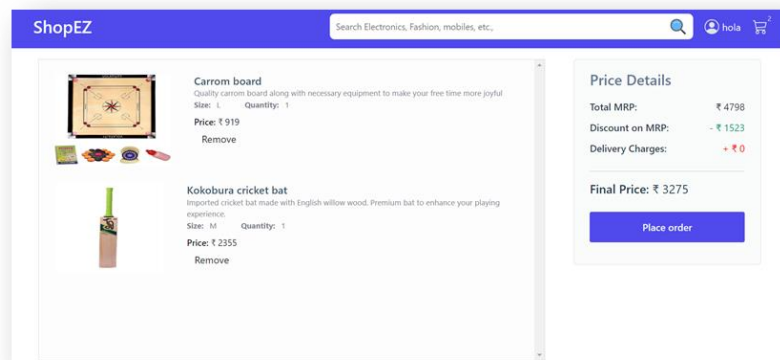 ShopEZ
Search Electronics, Fashion, mobiles, etc.,
hola
2
Carrom board
Quality carrom board along with necessary equipment to make your free time more joyful
Size: L Quantity: 1
Price: ₹ 919
Remove
Kokobura cricket bat
Imported cricket bat made with English willow wood. Premium bat to enhance your playing
experience.
Size: M Quantity: 1
Price: ₹ 2355
Remove
Price Details
Total MRP: ₹ 4798
Discount on MRP: - ₹ 1523
Delivery Charges: + ₹ 0
Final Price: ₹ 3275
Place order